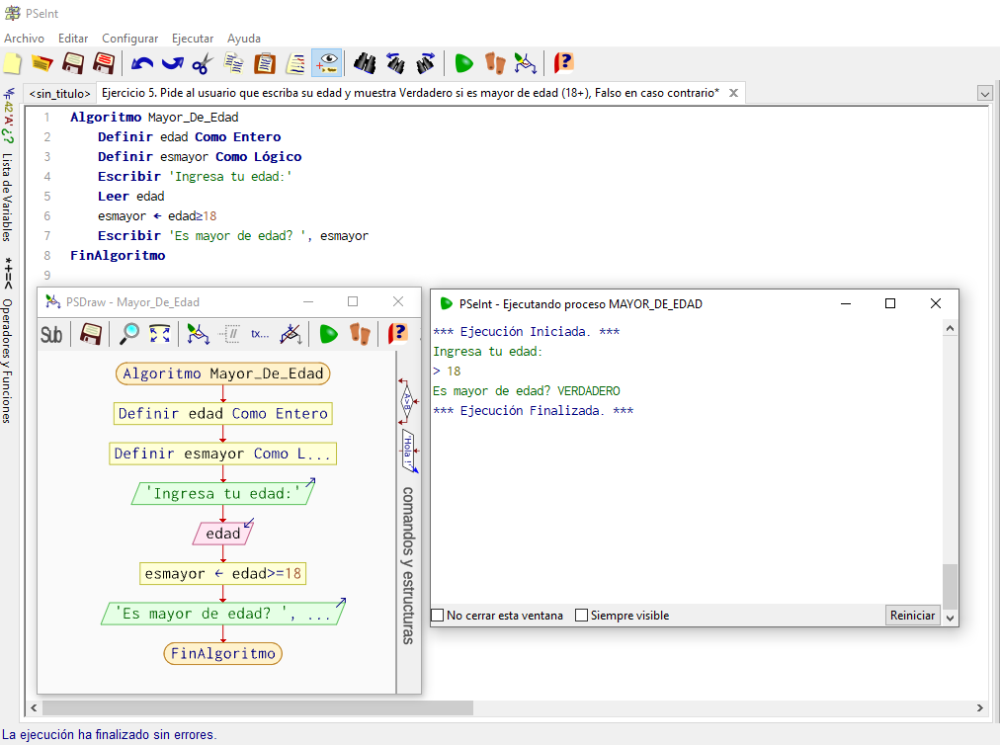 PSeInt
Archivo Editar Configurar Ejecutar Ayuda
<sin_titulo> Ejercicio 5. Pide al usuario que escriba su edad y muestra Verdadero si es mayor de edad (18+), Falso en caso contrario*
Lista de Variables
Operadores y Funciones
1 Algoritmo Mayor_De_Edad
2 Definir edad Como Entero
3 Definir esmayor Como Lógico
4 Escribir 'Ingresa tu edad:'
5 Leer edad
6 esmayor ← edad≥18
7 Escribir 'Es mayor de edad? ', esmayor
8 FinAlgoritmo
9
PSDraw - Mayor_De_Edad
Sub
tx...
Algoritmo Mayor_De_Edad
Definir edad Como Entero
Definir esmayor Como L...
'Ingresa tu edad:'
edad
esmayor ← edad>=18
'Es mayor de edad? ', ...
FinAlgoritmo
A>B
'Hola !'
comandos y estructuras
PSeInt - Ejecutando proceso MAYOR_DE_EDAD
*** Ejecución Iniciada. ***
Ingresa tu edad:
> 18
Es mayor de edad? VERDADERO
*** Ejecución Finalizada. ***
No cerrar esta ventana Siempre visible Reiniciar
La ejecución ha finalizado sin errores.